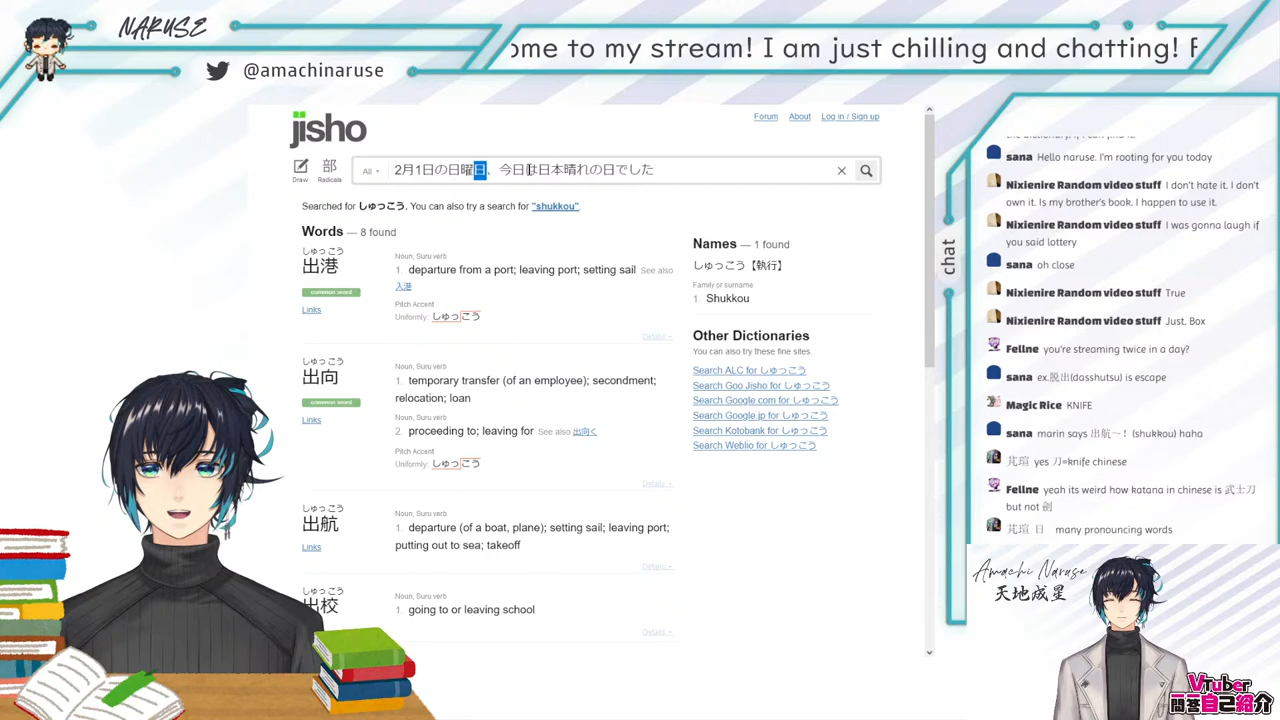 NARUSE
@amachinaruse
ome to my stream! I am just chilling and chatting! F
jisho
Forum About Log in / Sign up
Draw
部
Radicals
All
2月1日の日曜日、今日は日本晴れの日でした
Searched for しゅっこう. You can also try a search for "shukkou".
Words — 8 found
しゅっこう
出港
common word
Links
Noun, Suru verb
1. departure from a port; leaving port; setting sail See also
入港
Pitch Accent
Uniformly: しゅっこう
Details
しゅっこう
出向
common word
Links
Noun, Suru verb
1. temporary transfer (of an employee); secondment;
relocation; loan
Noun, Suru verb
2. proceeding to; leaving for See also 出向く
Pitch Accent
Uniformly: しゅっこう
Details
しゅっこう
出航
Links
Noun, Suru verb
1. departure (of a boat, plane); setting sail; leaving port;
putting out to sea; takeoff
Details
しゅっこう
出校
Noun, Suru verb
1. going to or leaving school
Details
Names — 1 found
しゅっこう【執行】
Family or surname
1. Shukkou
Other Dictionaries
You can also try these fine sites.
Search ALC for しゅっこう
Search Goo Jisho for しゅっこう
Search Google.com for しゅっこう
Search Google.jp for しゅっこう
Search Kotobank for しゅっこう
Search Weblio for しゅっこう
chat
sana Hello naruse. I'm rooting for you today
Nixienire Random video stuff I don't hate it. I don't
own it. Is my brother's book. I happen to use it.
Nixienire Random video stuff I was gonna laugh if
you said lottery
sana oh close
Nixienire Random video stuff True
Nixienire Random video stuff Just. Box
Fellne you're streaming twice in a day?
sana ex.脱出(dasshutsu) is escape
Magic Rice KNIFE
sana marin says 出航〜！(shukkou) haha
yes 刀=knife chinese
Fellne yeah its weird how katana in chinese is 武士刀
but not 劍
日 many pronouncing words
Amachi Naruse
天地成星
VTuber
問答自己紹介